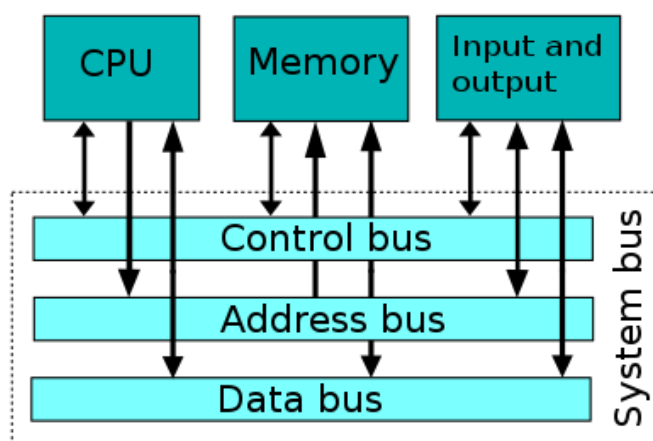 CPU
Memory
Input and
output
Control bus
Address bus
Data bus
System bus